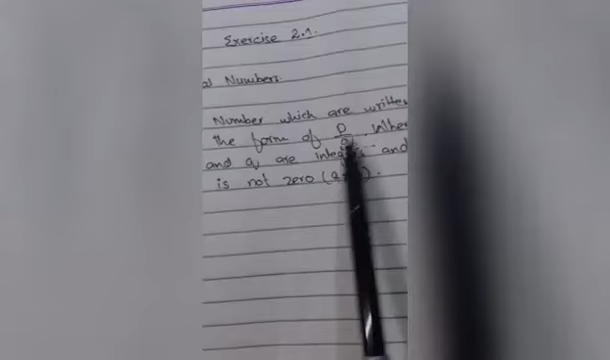 Exercise 2.1.
al Numbers.
Number which are written
the form of p/q. Wher
and q are integ and
is not zero (